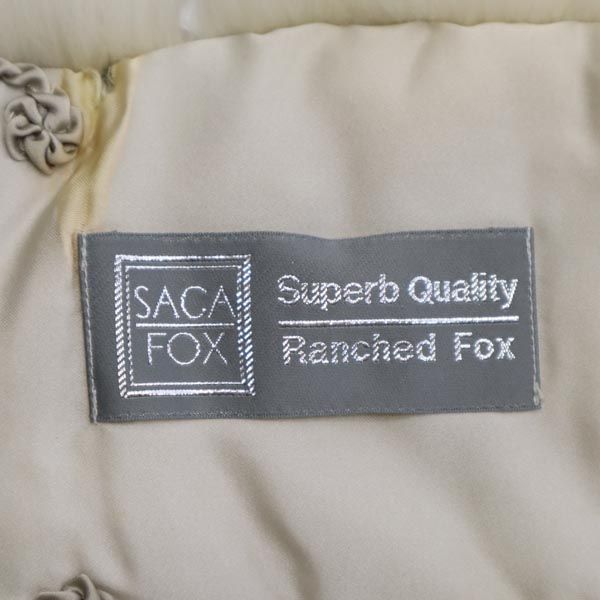 SAGA
FOX
Superb Quality
Ranched Fox